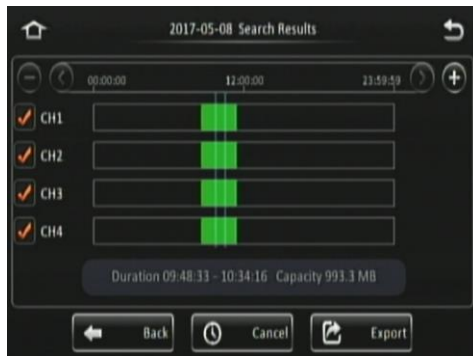 2017-05-08 Search Results
00:00:00 12:00:00 23:59:59
CH1
CH2
CH3
CH4
Duration 09:48:33 - 10:34:16 Capacity 993.3 MB
Back Cancel Export